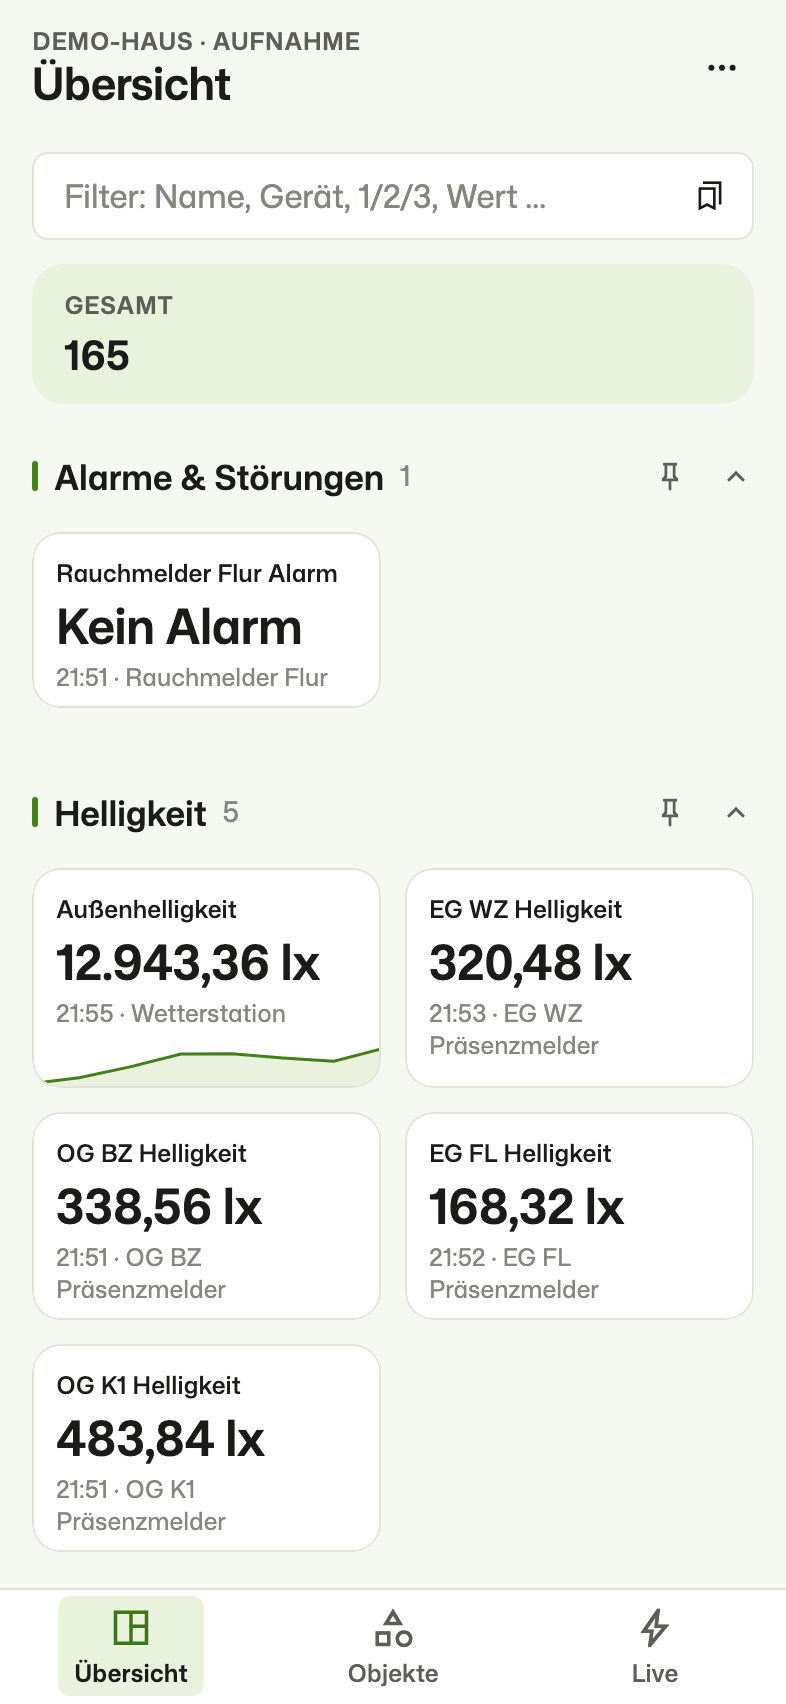 DEMO-HAUS · AUFNAHME
Übersicht
Filter: Name, Gerät, 1/2/3, Wert ...
GESAMT
165
Alarme & Störungen 1
Rauchmelder Flur Alarm
Kein Alarm
21:51 · Rauchmelder Flur
Helligkeit 5
Außenhelligkeit
12.943,36 lx
21:55 · Wetterstation
EG WZ Helligkeit
320,48 lx
21:53 · EG WZ
Präsenzmelder
OG BZ Helligkeit
338,56 lx
21:51 · OG BZ
Präsenzmelder
EG FL Helligkeit
168,32 lx
21:52 · EG FL
Präsenzmelder
OG K1 Helligkeit
483,84 lx
21:51 · OG K1
Präsenzmelder
Übersicht
Objekte
Live